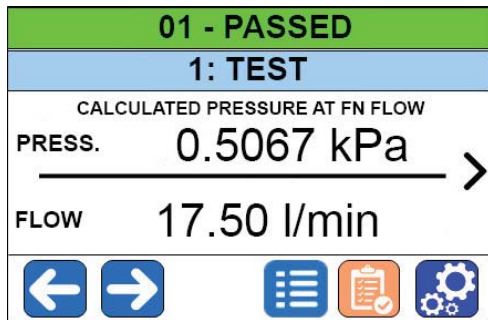 01 - PASSED
1: TEST
CALCULATED PRESSURE AT FN FLOW
PRESS. 0.5067 kPa
FLOW 17.50 l/min